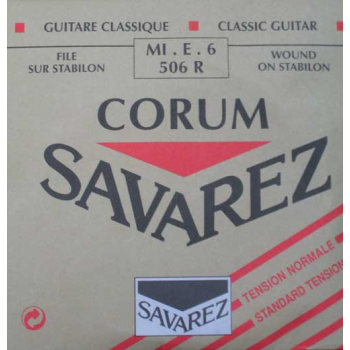 GUITARE CLASSIQUE CLASSIC GUITAR
FILE MI . E . 6 WOUND
SUR STABILON 506 R ON STABILON
CORUM
SAVAREZ
TENSION NORMALE
STANDARD TENSION
SAVAREZ